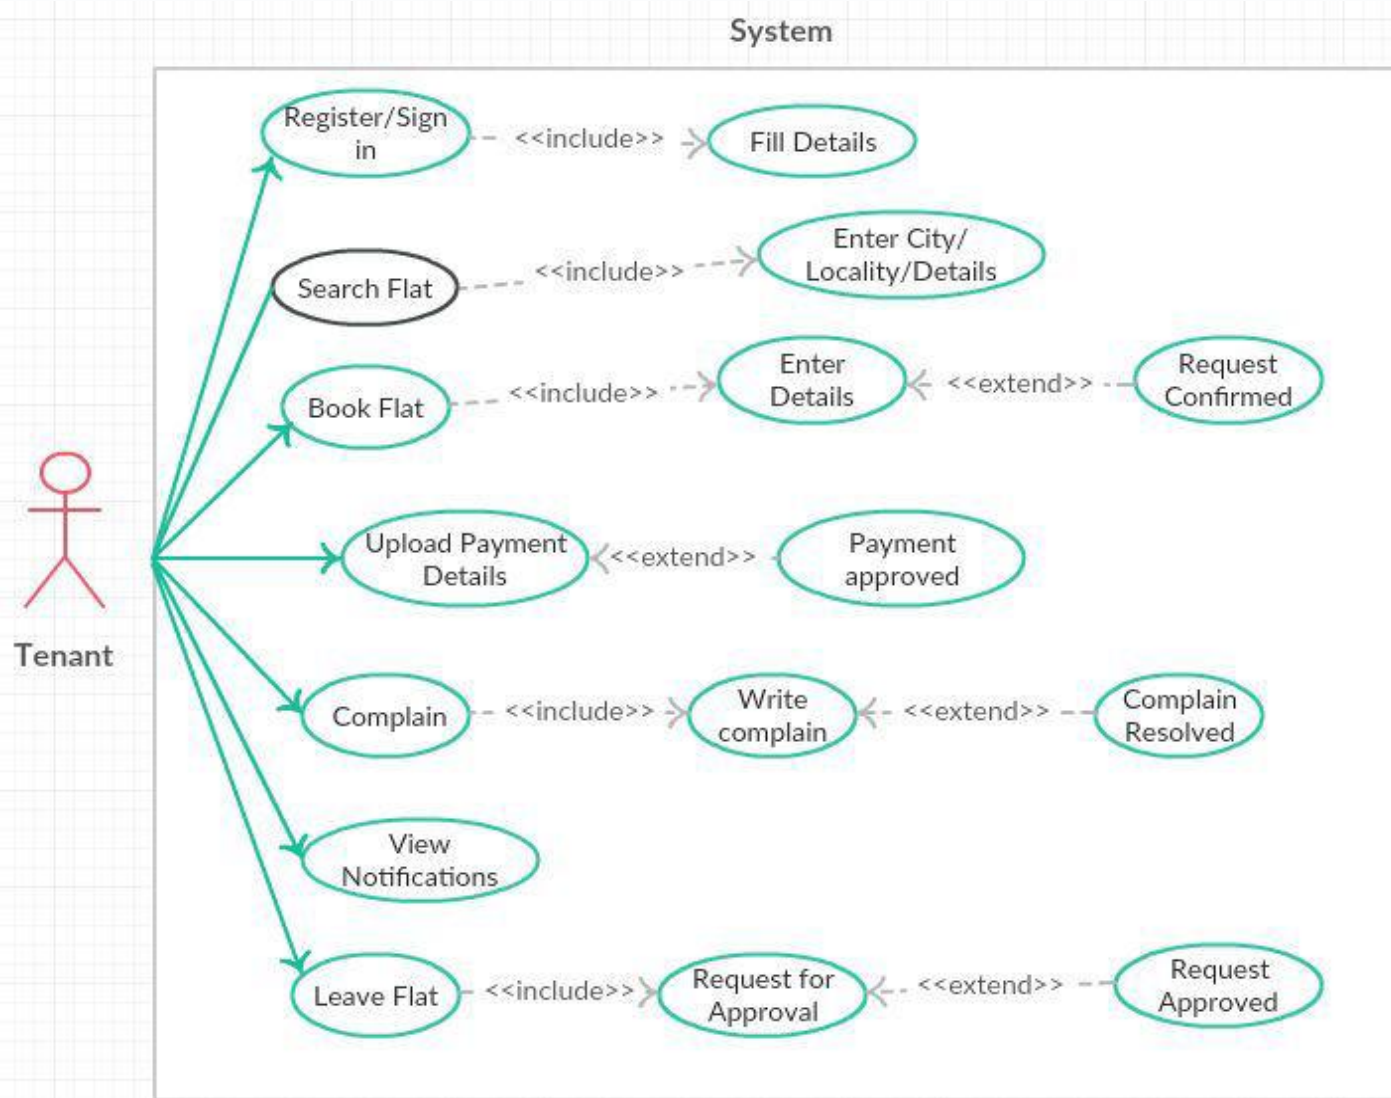 System
Register/Sign
in
<<include>>
Fill Details
Search Flat
<<include>>
Enter City/
Locality/Details
Book Flat
<<include>>
Enter
Details
<<extend>>
Request
Confirmed
Tenant
Upload Payment
Details
<<extend>>
Payment
approved
Complain
<<include>>
Write
complain
<<extend>>
Complain
Resolved
View
Notifications
Leave Flat
<<include>>
Request for
Approval
<<extend>>
Request
Approved